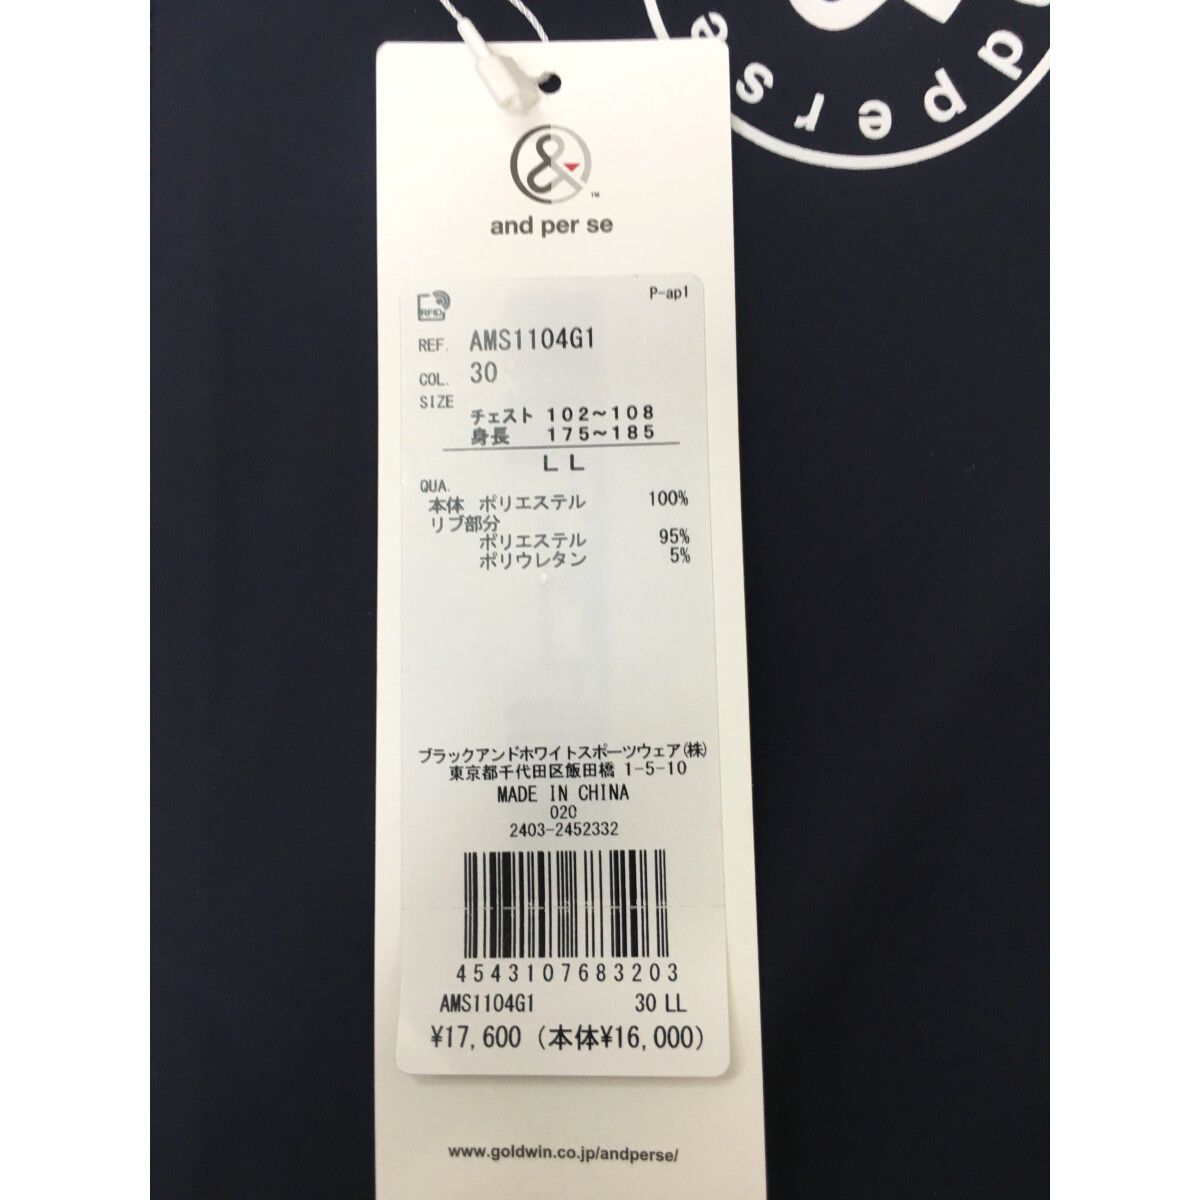 andperse
&
™
and per se
P-ap1
RFID
REF. AMS1104G1
COL. 30
SIZE
チェスト 102~108
身長 175~185
LL
QUA.
本体 ポリエステル 100%
リブ部分
ポリエステル 95%
ポリウレタン 5%
ブラックアンドホワイトスポーツウェア(株)
東京都千代田区飯田橋 1-5-10
MADE IN CHINA
020
2403-2452332
4543107683203
AMS1104G1 30 LL
¥17,600 (本体¥16,000)
www.goldwin.co.jp/andperse/